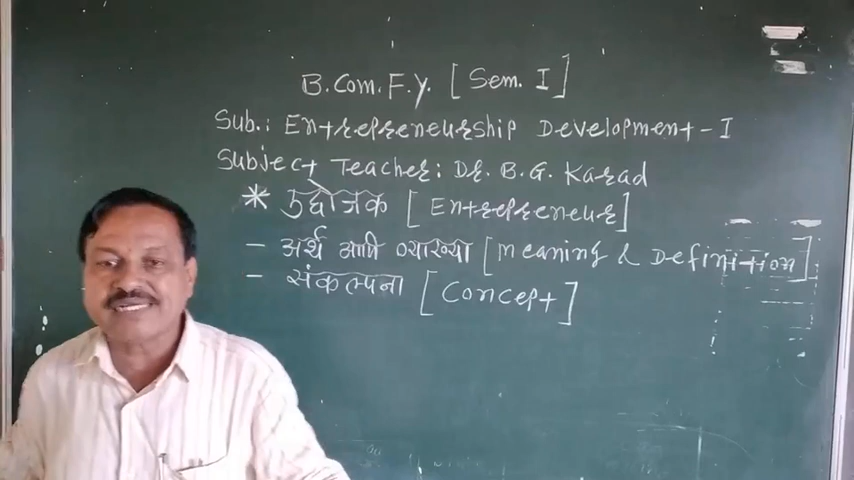 B.Com. F.Y. [Sem. I]
Sub.: Entrepreneurship Development-I
Subject Teacher: Dr. B. G. Karad
* उद्योजक [Entrepreneur]
- अर्थ आणि व्याख्या [Meaning & Definition]
- संकल्पना [Concept]